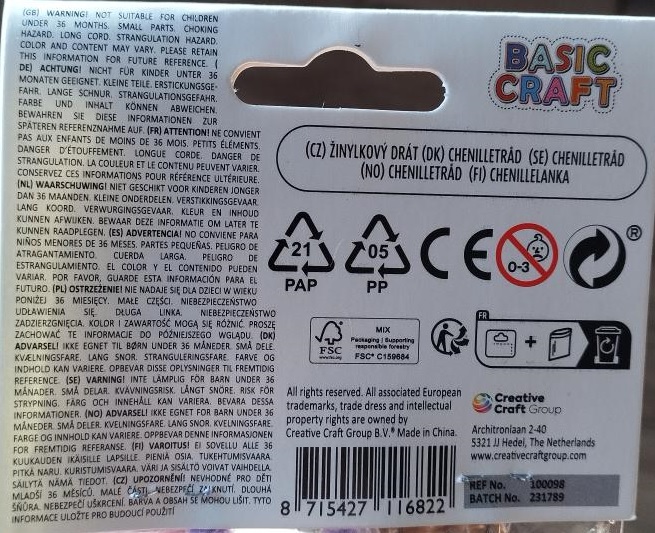 (GB) WARNING! NOT SUITABLE FOR CHILDREN
UNDER 36 MONTHS. SMALL PARTS. CHOKING
HAZARD. LONG CORD. STRANGULATION HAZARD.
COLOR AND CONTENT MAY VARY. PLEASE RETAIN
THIS INFORMATION FOR FUTURE REFERENCE. (
DE) ACHTUNG! NICHT FÜR KINDER UNTER 36
MONATEN GEEIGNET. KLEINE TEILE. ERSTICKUNGSGE-
FAHR. LANGE SCHNUR. STRANGULATIONSGEFAHR.
FARBE UND INHALT KÖNNEN ABWEICHEN.
BEWAHREN SIE DIESE INFORMATIONEN ZUR
SPÄTEREN REFERENZNAHME AUF. (FR) ATTENTION! NE CONVIENT
PAS AUX ENFANTS DE MOINS DE 36 MOIS. PETITS ÉLÉMENTS.
DANGER D'ÉTOUFFEMENT. LONGUE CORDE. DANGER DE
STRANGULATION. LA COULEUR ET LE CONTENU PEUVENT VARIER.
CONSERVEZ CES INFORMATIONS POUR RÉFÉRENCE ULTÉRIEURE.
(NL) WAARSCHUWING! NIET GESCHIKT VOOR KINDEREN JONGER
DAN 36 MAANDEN. KLEINE ONDERDELEN. VERSTIKKINGSGEVAAR.
LANG KOORD. VERWURGINGSGEVAAR. KLEUR EN INHOUD
KUNNEN AFWIJKEN. BEWAAR DEZE INFORMATIE OM LATER TE
KUNNEN RAADPLEGEN. (ES) ADVERTENCIA! NO CONVIENE PARA
NIÑOS MENORES DE 36 MESES. PARTES PEQUEÑAS. PELIGRO DE
ATRAGANTAMIENTO. CUERDA LARGA. PELIGRO DE
ESTRANGULAMIENTO. EL COLOR Y EL CONTENIDO PUEDEN
VARIAR. POR FAVOR, GUARDE ESTA INFORMACIÓN PARA EL
FUTURO. (PL) OSTRZEŻENIE! NIE NADAJE SIĘ DLA DZIECI W WIEKU
PONIŻEJ 36 MIESIĘCY. MAŁE CZĘŚCI. NIEBEZPIECZEŃSTWO
UDŁAWIENIA SIĘ. DŁUGA LINKA. NIEBEZPIECZEŃSTWO
ZADZIERZGNIĘCIA. KOLOR I ZAWARTOŚĆ MOGĄ SIĘ RÓŻNIĆ. PROSZĘ
ZACHOWAĆ TE INFORMACJE DO PÓŹNIEJSZEGO WGLĄDU. (DK)
ADVARSEL! IKKE EGNET TIL BØRN UNDER 36 MÅNEDER. SMÅ DELE.
KVÆLNINGSFARE. LANG SNOR. STRANGULERINGSFARE. FARVE OG
INDHOLD KAN VARIERE. OPBEVAR DISSE OPLYSNINGER TIL FREMTIDIG
REFERENCE. (SE) VARNING! INTE LÄMPLIG FÖR BARN UNDER 36
MÅNADER. SMÅ DELAR. KVÄVNINGSRISK. LÅNGT SNÖRE. RISK FÖR
STRYPNING. FÄRG OCH INNEHÅLL KAN VARIERA. BEVARA DESSA
INFORMATIONER. (NO) ADVARSEL! IKKE EGNET FOR BARN UNDER 36
MÅNEDER. SMÅ DELER. KVELNINGSFARE. LANG SNOR. KVELNINGSFARE.
FARGE OG INNHOLD KAN VARIERE. OPPBEVAR DENNE INFORMATIONEN
FOR FREMTIDIG REFERANSE. (FI) VAROITUS! EI SOVELLU ALLE 36
KUUKAUDEN IKÄISILLE LAPSILLE. PIENIÄ OSIA. TUKEHTUMISVAARA.
PITKÄ NARU. KURISTUMISVAARA. VÄRI JA SISÄLTÖ VOIVAT VAIHDELLA.
SÄILYTÄ NÄMÄ TIEDOT. (CZ) UPOZORNĚNÍ! NEVHODNÉ PRO DĚTI
MLADŠÍ 36 MĚSÍCŮ. MALÉ ČÁSTI, NEBEZPEČÍ ZALKNUTÍ. DLOUHÁ
ŠŇŮRA. NEBEZPEČÍ UŠKRCENÍ. BARVA A OBSAH SE MOHOU LIŠIT. TYTO
INFORMACE ULOŽTE PRO BUDOUCÍ POUŽITÍ
BASIC
CRAFT
(CZ) ŽINYLKOVÝ DRÁT (DK) CHENILLETRÅD (SE) CHENILLETRÅD
(NO) CHENILLETRÅD (FI) CHENILLELANKA
21
PAP
05
PP
CE
0-3
®
FSC
www.fsc.org
MIX
Packaging | Supporting
responsible forestry
FSC® C159684
FR
+
All rights reserved. All associated European
trademarks, trade dress and intellectual
property rights are owned by
Creative Craft Group B.V.® Made in China.
Creative
Craft Group
Architronlaan 2-40
5321 JJ Hedel, The Netherlands
www.creativecraftgroup.com
8 715427 116822
REF No. 100098
BATCH No. 231789